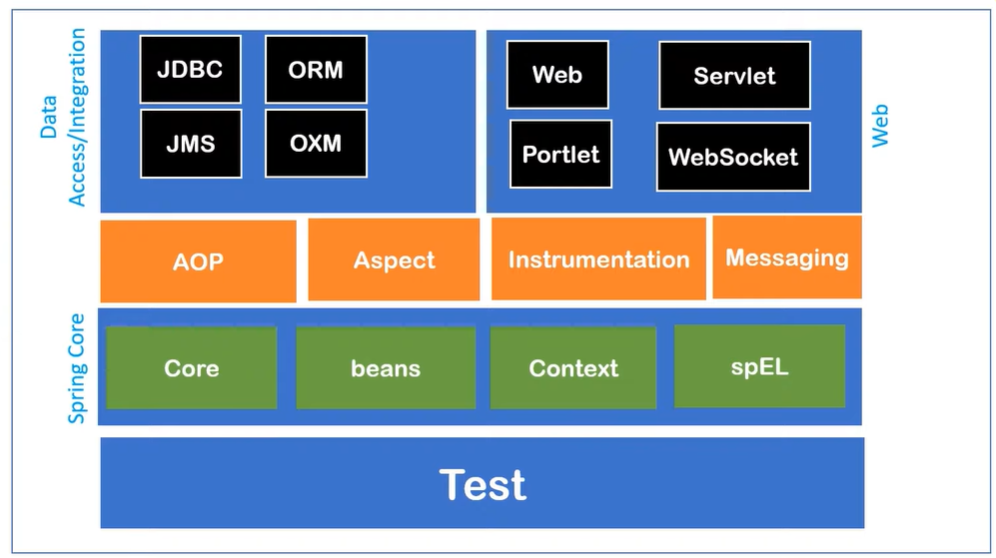 Data
Access/Integration
JDBC
ORM
JMS
OXM
Web
Servlet
Portlet
WebSocket
Web
AOP
Aspect
Instrumentation
Messaging
Spring Core
Core
beans
Context
spEL
Test